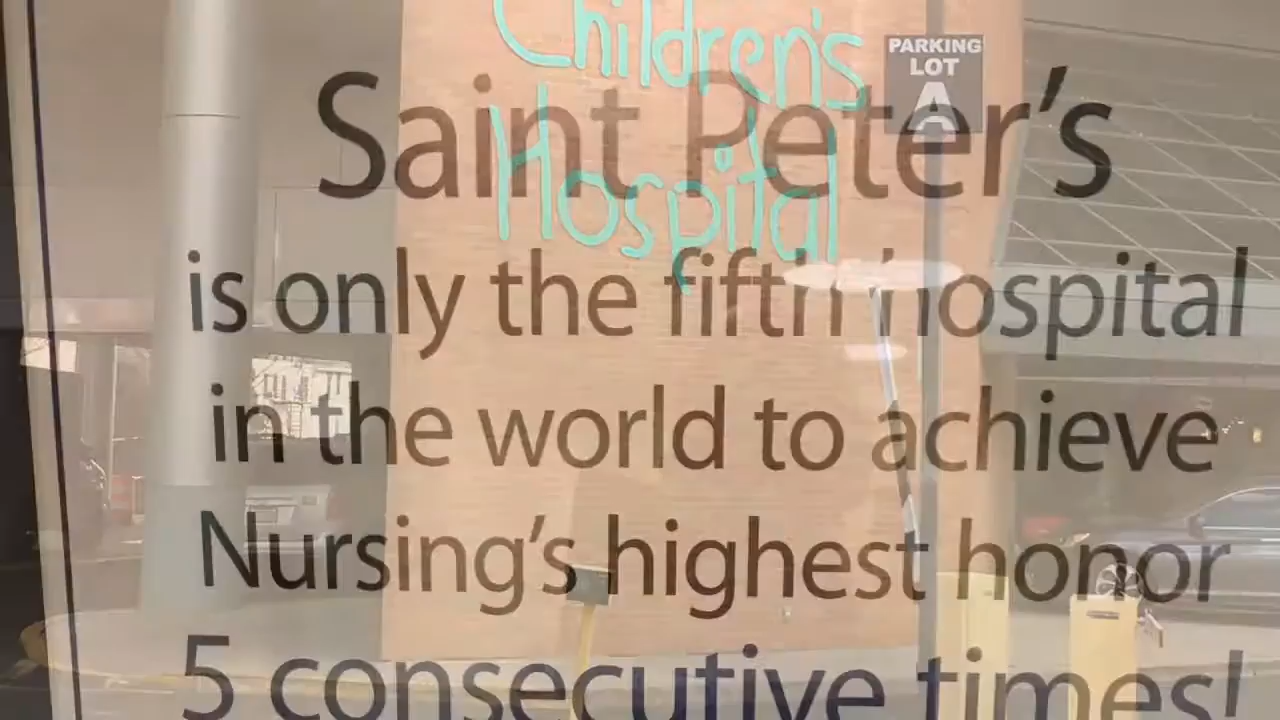 Children's
Hospital
PARKING
LOT
A
Saint Peter's
is only the fifth hospital
in the world to achieve
Nursing's highest honor
5 consecutive times!